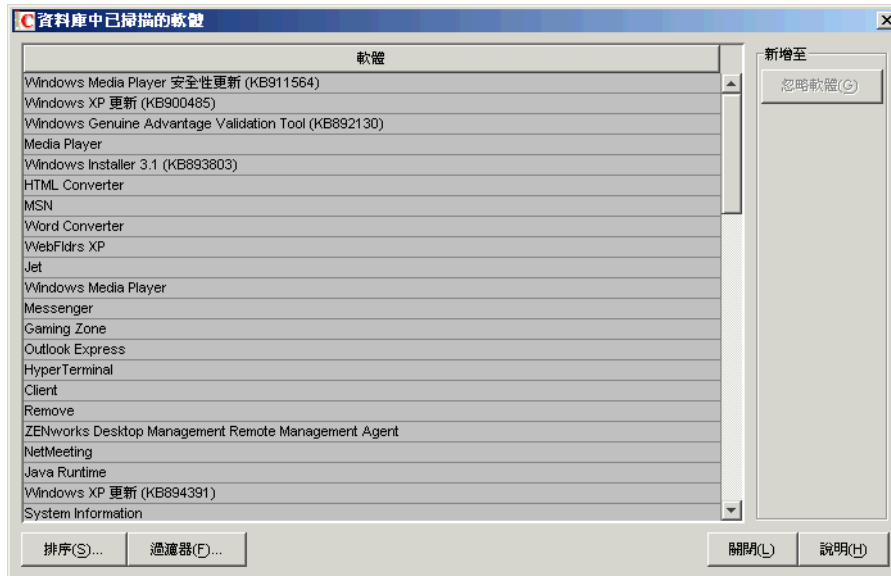 資料庫中已掃描的軟體
軟體
Windows Media Player 安全性更新 (KB911564)
Windows XP 更新 (KB900485)
Windows Genuine Advantage Validation Tool (KB892130)
Media Player
Windows Installer 3.1 (KB893803)
HTML Converter
MSN
Word Converter
WebFldrs XP
Jet
Windows Media Player
Messenger
Gaming Zone
Outlook Express
HyperTerminal
Client
Remove
ZENworks Desktop Management Remote Management Agent
NetMeeting
Java Runtime
Windows XP 更新 (KB894391)
System Information
新增至
忽略軟體(G)
排序(S)...
過濾器(F)...
關閉(L)
說明(H)